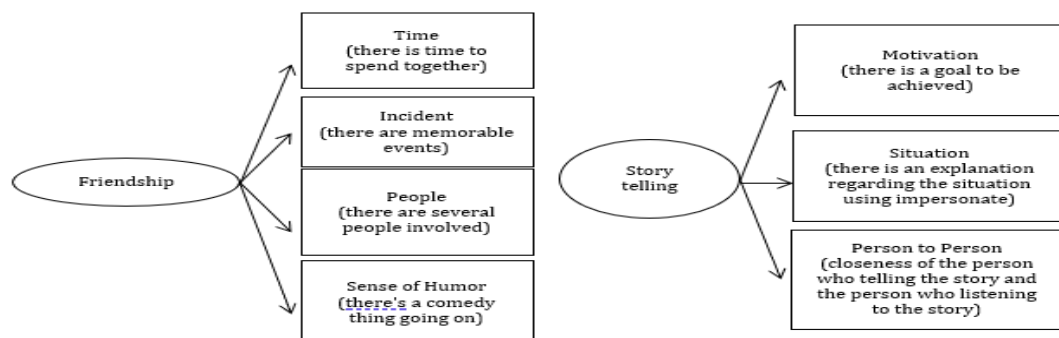 Friendship
Time
(there is time to
spend together)
Incident
(there are memorable
events)
People
(there are several
people involved)
Sense of Humor
(there's a comedy
thing going on)
Story
telling
Motivation
(there is a goal to be
achieved)
Situation
(there is an explanation
regarding the situation
using impersonate)
Person to Person
(closeness of the person
who telling the story and
the person who listening
to the story)